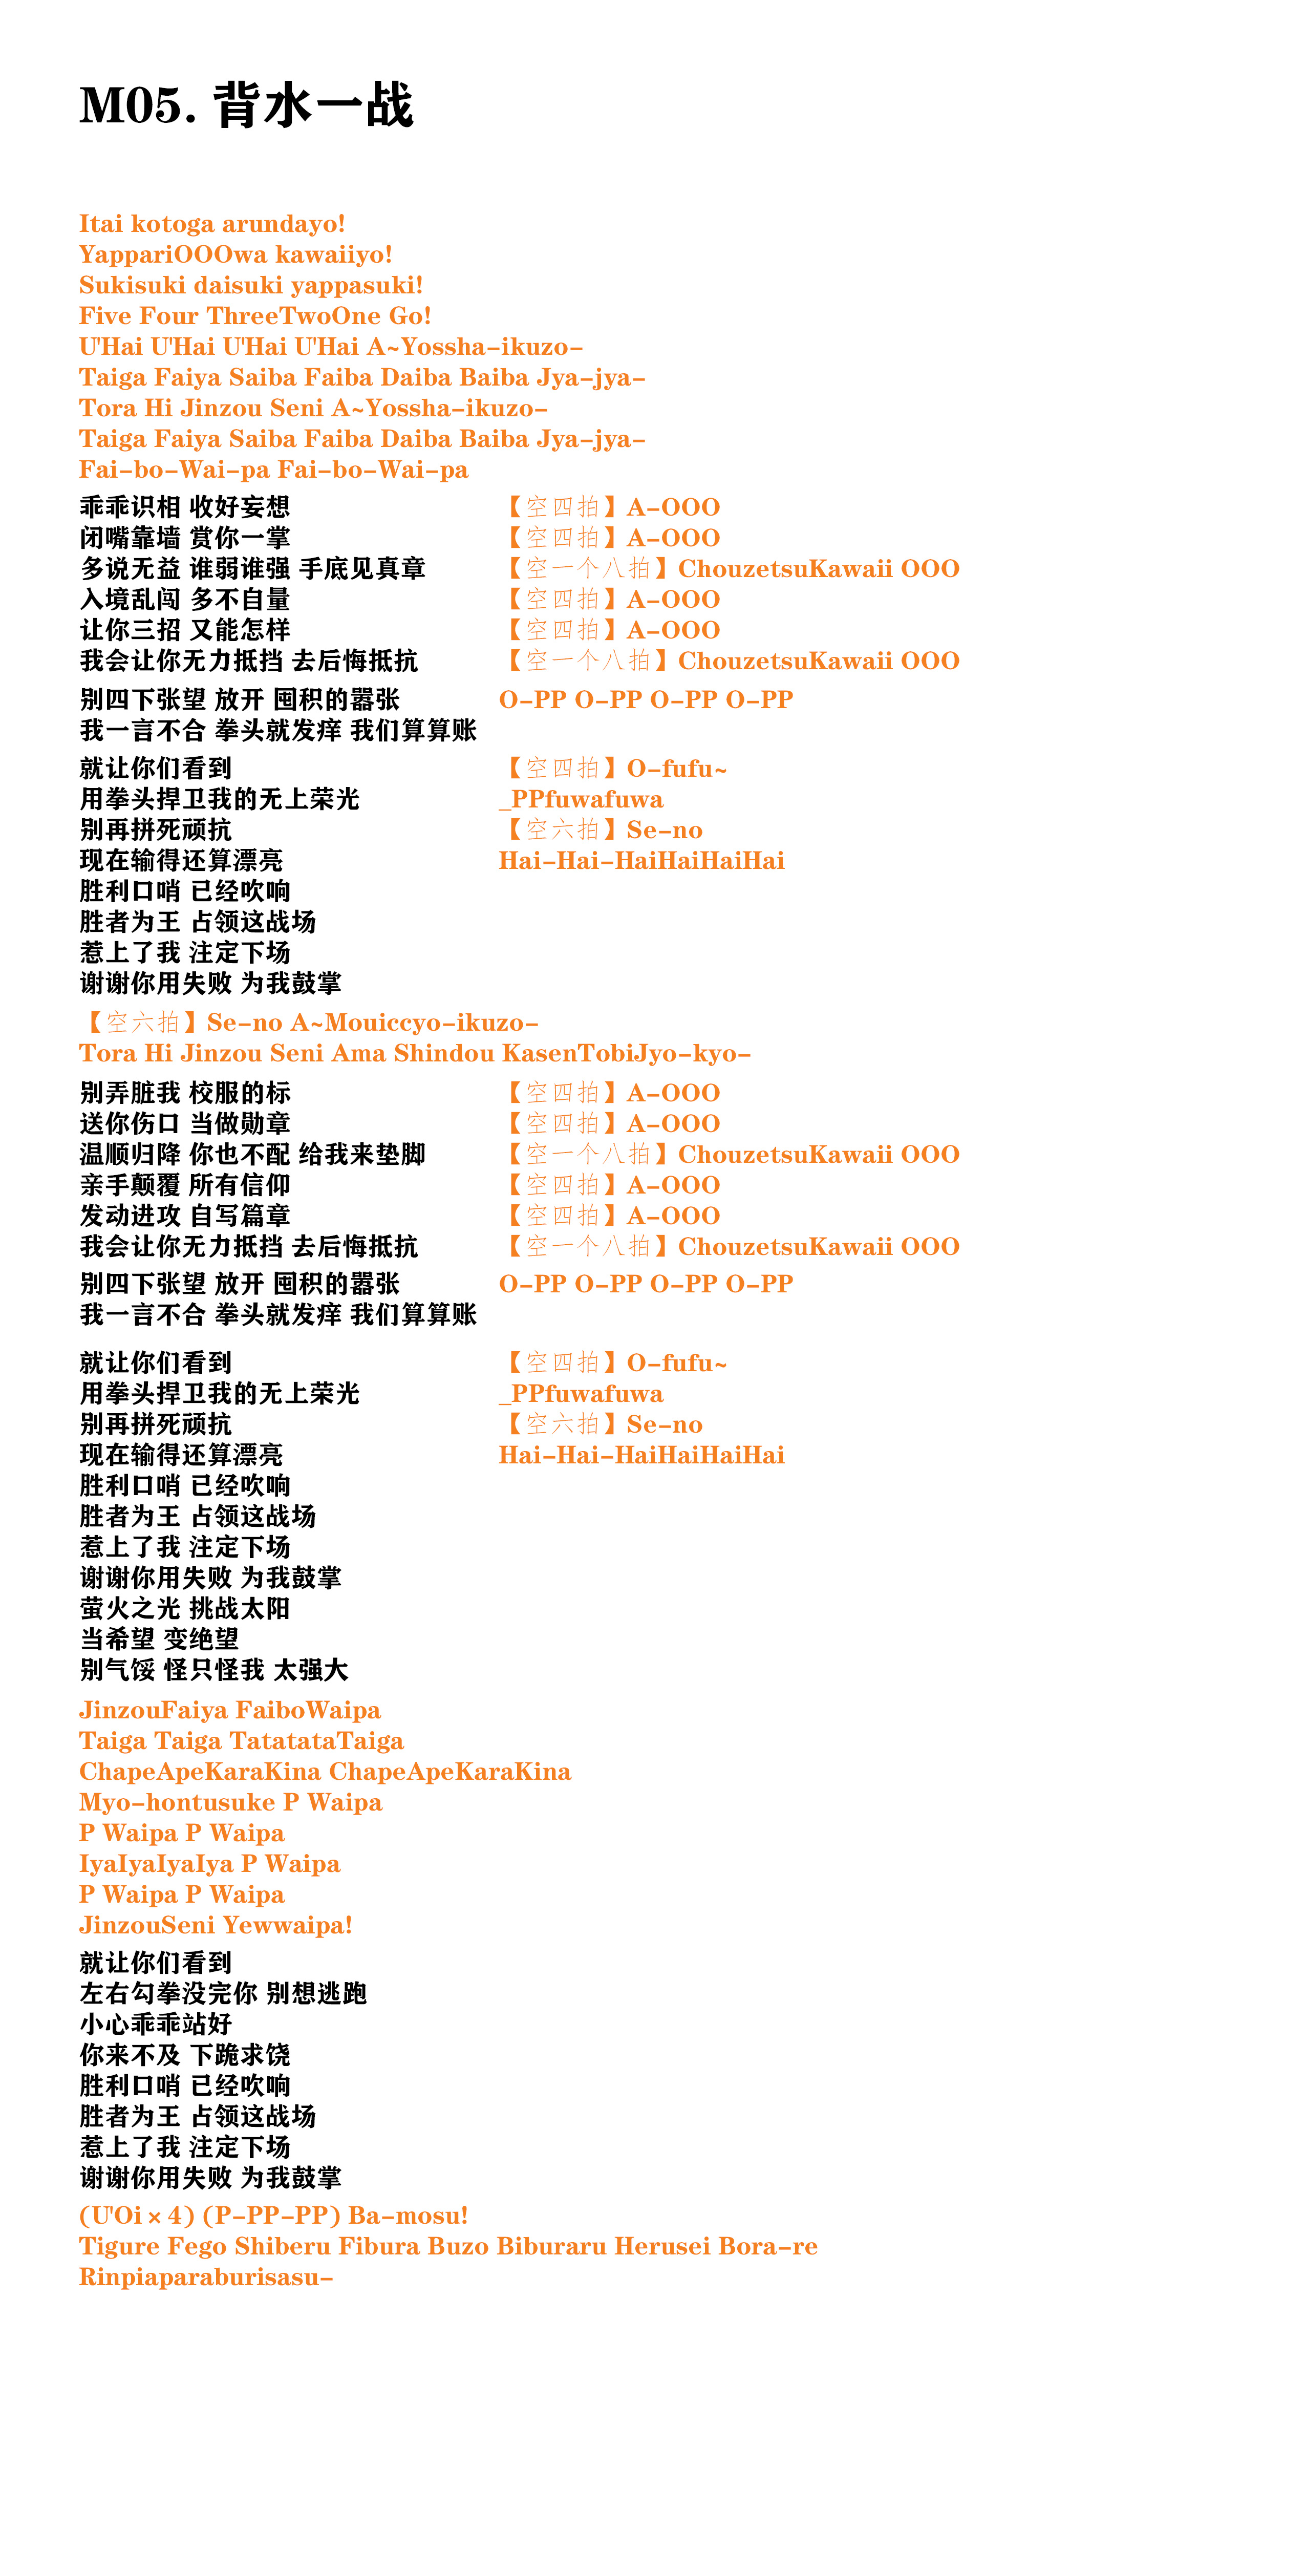 M05. 背水一战
Itai kotoga arundayo!
YappariOOOwa kawaiiyo!
Sukisuki daisuki yappasuki!
Five Four ThreeTwoOne Go!
U'Hai U'Hai U'Hai U'Hai A~Yossha-ikuzo-
Taiga Faiya Saiba Faiba Daiba Baiba Jya-jya-
Tora Hi Jinzou Seni A~Yossha-ikuzo-
Taiga Faiya Saiba Faiba Daiba Baiba Jya-jya-
Fai-bo-Wai-pa Fai-bo-Wai-pa
乖乖识相 收好妄想 【空四拍】A-OOO
闭嘴靠墙 赏你一掌 【空四拍】A-OOO
多说无益 谁弱谁强 手底见真章 【空一个八拍】ChouzetsuKawaii OOO
入境乱闯 多不自量 【空四拍】A-OOO
让你三招 又能怎样 【空四拍】A-OOO
我会让你无力抵挡 去后悔抵抗 【空一个八拍】ChouzetsuKawaii OOO
别四下张望 放开 囤积的嚣张 O-PP O-PP O-PP O-PP
我一言不合 拳头就发痒 我们算算账
就让你们看到 【空四拍】O-fufu~
用拳头捍卫我的无上荣光 _PPfuwafuwa
别再拼死顽抗 【空六拍】Se-no
现在输得还算漂亮 Hai-Hai-HaiHaiHaiHai
胜利口哨 已经吹响
胜者为王 占领这战场
惹上了我 注定下场
谢谢你用失败 为我鼓掌
【空六拍】Se-no A~Mouiccyo-ikuzo-
Tora Hi Jinzou Seni Ama Shindou KasenTobiJyo-kyo-
别弄脏我 校服的标 【空四拍】A-OOO
送你伤口 当做勋章 【空四拍】A-OOO
温顺归降 你也不配 给我来垫脚 【空一个八拍】ChouzetsuKawaii OOO
亲手颠覆 所有信仰 【空四拍】A-OOO
发动进攻 自写篇章 【空四拍】A-OOO
我会让你无力抵挡 去后悔抵抗 【空一个八拍】ChouzetsuKawaii OOO
别四下张望 放开 囤积的嚣张 O-PP O-PP O-PP O-PP
我一言不合 拳头就发痒 我们算算账
就让你们看到 【空四拍】O-fufu~
用拳头捍卫我的无上荣光 _PPfuwafuwa
别再拼死顽抗 【空六拍】Se-no
现在输得还算漂亮 Hai-Hai-HaiHaiHaiHai
胜利口哨 已经吹响
胜者为王 占领这战场
惹上了我 注定下场
谢谢你用失败 为我鼓掌
萤火之光 挑战太阳
当希望 变绝望
别气馁 怪只怪我 太强大
JinzouFaiya FaiboWaipa
Taiga Taiga TatatataTaiga
ChapeApeKaraKina ChapeApeKaraKina
Myo-hontusuke P Waipa
P Waipa P Waipa
IyaIyaIyaIya P Waipa
P Waipa P Waipa
JinzouSeni Yewwaipa!
就让你们看到
左右勾拳没完你 别想逃跑
小心乖乖站好
你来不及 下跪求饶
胜利口哨 已经吹响
胜者为王 占领这战场
惹上了我 注定下场
谢谢你用失败 为我鼓掌
(U'Oi×4) (P-PP-PP) Ba-mosu!
Tigure Fego Shiberu Fibura Buzo Biburaru Herusei Bora-re
Rinpiaparaburisasu-